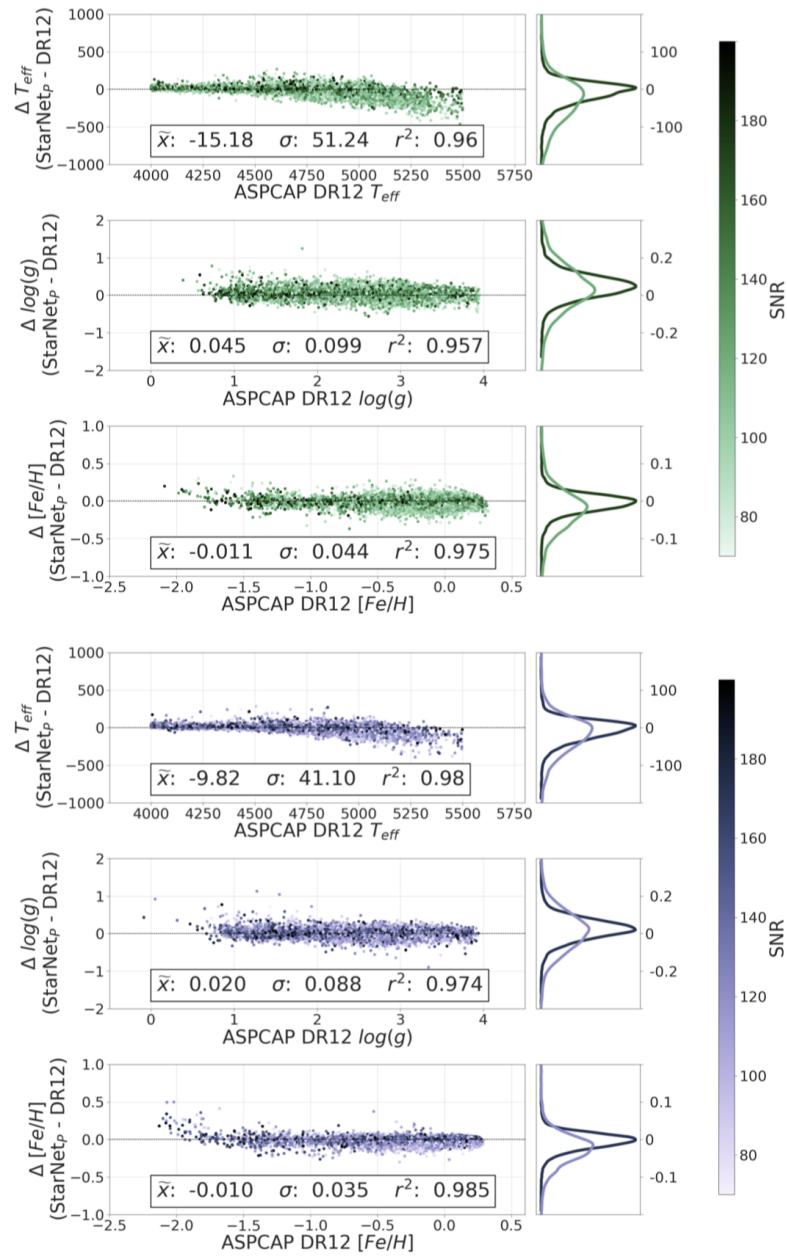 1000
500
0
−500
−1000
Δ T_eff
(StarNet_P - DR12)
x̃: -15.18 σ: 51.24 r²: 0.96
4000 4250 4500 4750 5000 5250 5500 5750
ASPCAP DR12 T_eff
100
0
-100
2
1
0
−1
−2
Δ log(g)
(StarNet_P - DR12)
x̃: 0.045 σ: 0.099 r²: 0.957
0 1 2 3 4
ASPCAP DR12 log(g)
0.2
0
-0.2
1.0
0.5
0.0
−0.5
−1.0
Δ [Fe/H]
(StarNet_P - DR12)
x̃: -0.011 σ: 0.044 r²: 0.975
−2.5 −2.0 −1.5 −1.0 −0.5 0.0 0.5
ASPCAP DR12 [Fe/H]
0.1
0
-0.1
180
160
140
120
100
80
SNR
1000
500
0
−500
−1000
Δ T_eff
(StarNet_P - DR12)
x̃: -9.82 σ: 41.10 r²: 0.98
4000 4250 4500 4750 5000 5250 5500 5750
ASPCAP DR12 T_eff
100
0
-100
2
1
0
−1
−2
Δ log(g)
(StarNet_P - DR12)
x̃: 0.020 σ: 0.088 r²: 0.974
0 1 2 3 4
ASPCAP DR12 log(g)
0.2
0
-0.2
1.0
0.5
0.0
−0.5
−1.0
Δ [Fe/H]
(StarNet_P - DR12)
x̃: -0.010 σ: 0.035 r²: 0.985
−2.5 −2.0 −1.5 −1.0 −0.5 0.0 0.5
ASPCAP DR12 [Fe/H]
0.1
0
-0.1
180
160
140
120
100
80
SNR